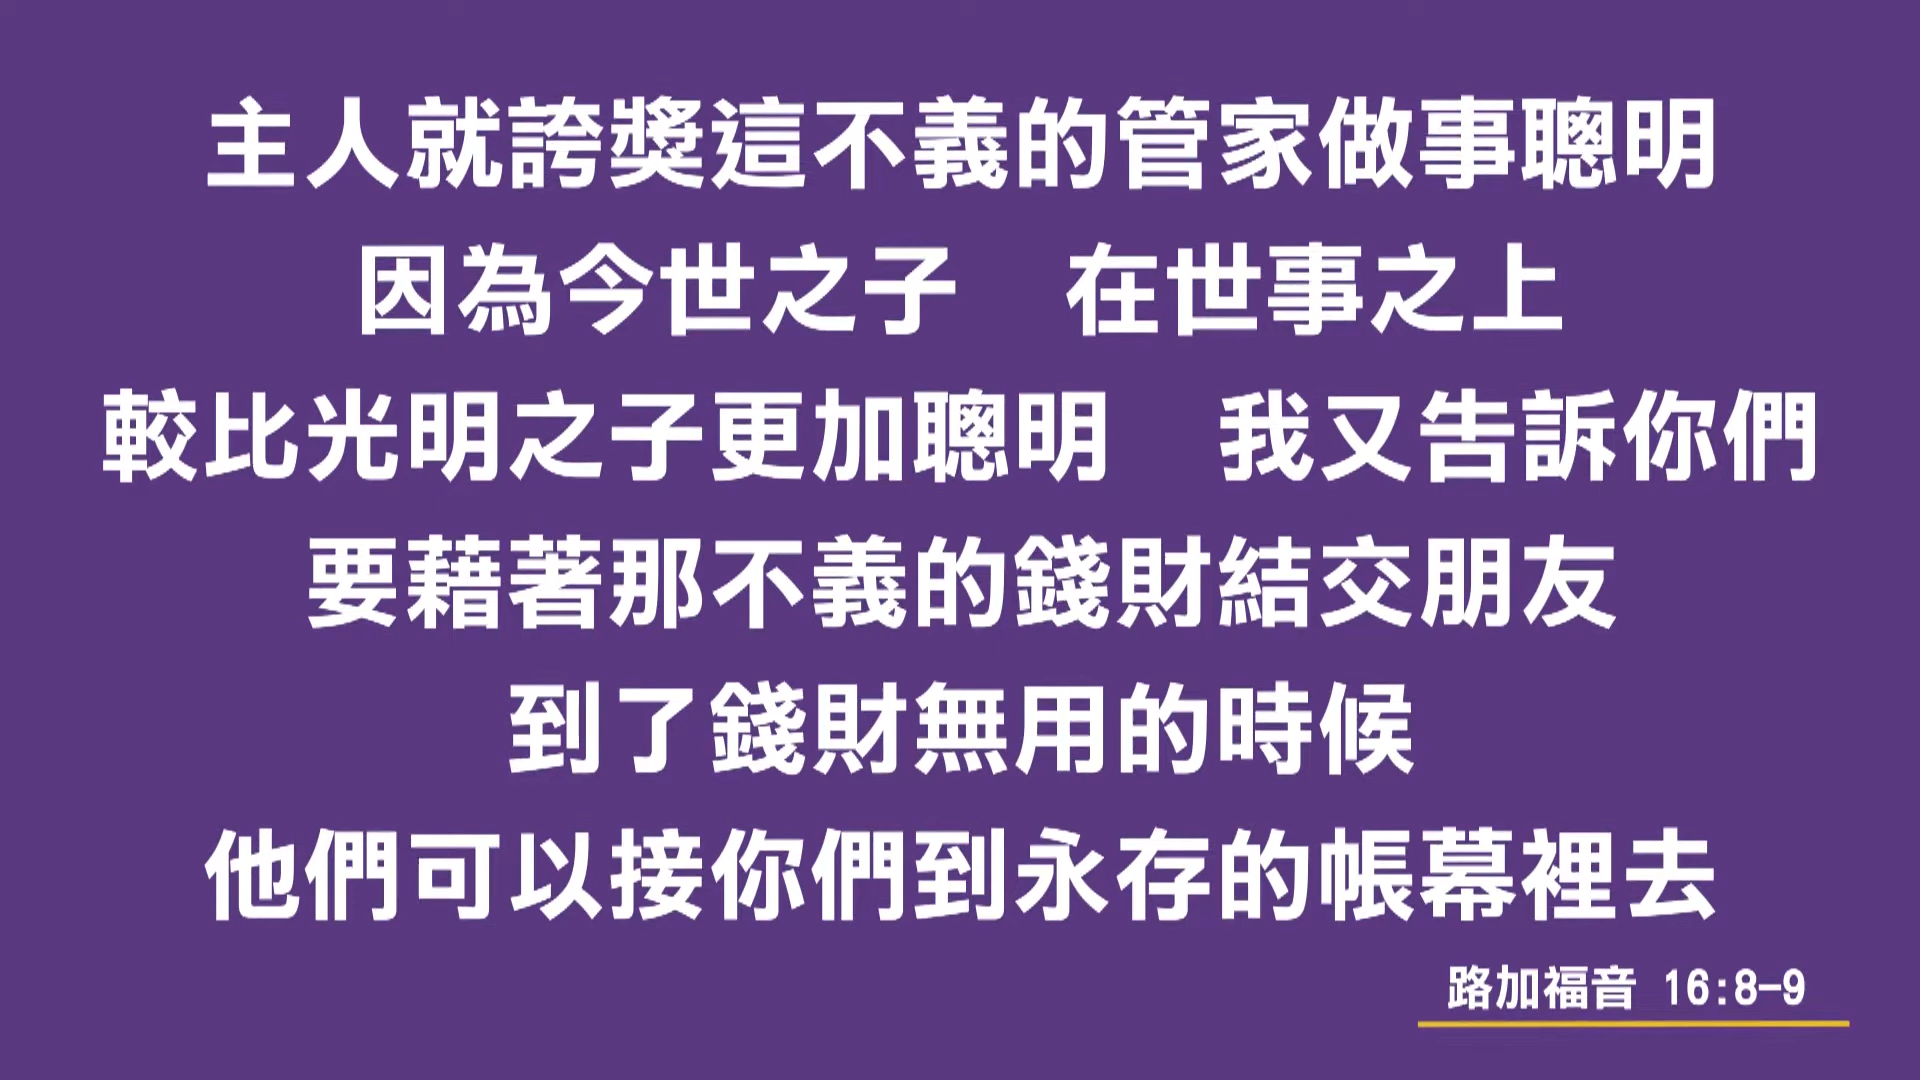 主人就誇獎這不義的管家做事聰明
因為今世之子　在世事之上
較比光明之子更加聰明　我又告訴你們
要藉著那不義的錢財結交朋友
到了錢財無用的時候
他們可以接你們到永存的帳幕裡去
路加福音 16:8-9